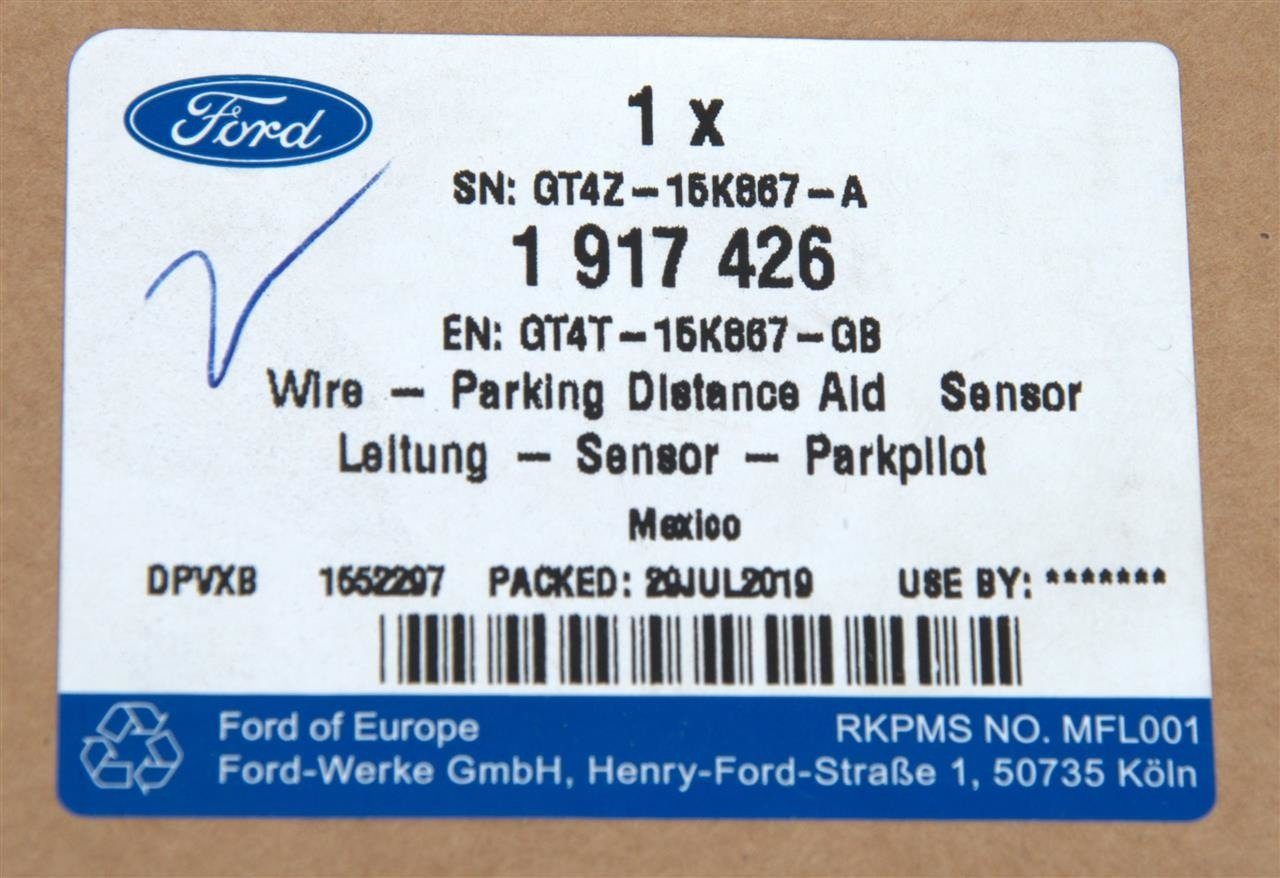 Ford
1 x
SN: GT4Z-15K867-A
1 917 426
EN: GT4T-15K867-GB
Wire - Parking Distance Aid Sensor
Leitung - Sensor - Parkpilot
Mexico
DPVXB 1552297 PACKED: 29JUL2019 USE BY: *******
Ford of Europe RKPMS NO. MFL001
Ford-Werke GmbH, Henry-Ford-Straße 1, 50735 Köln